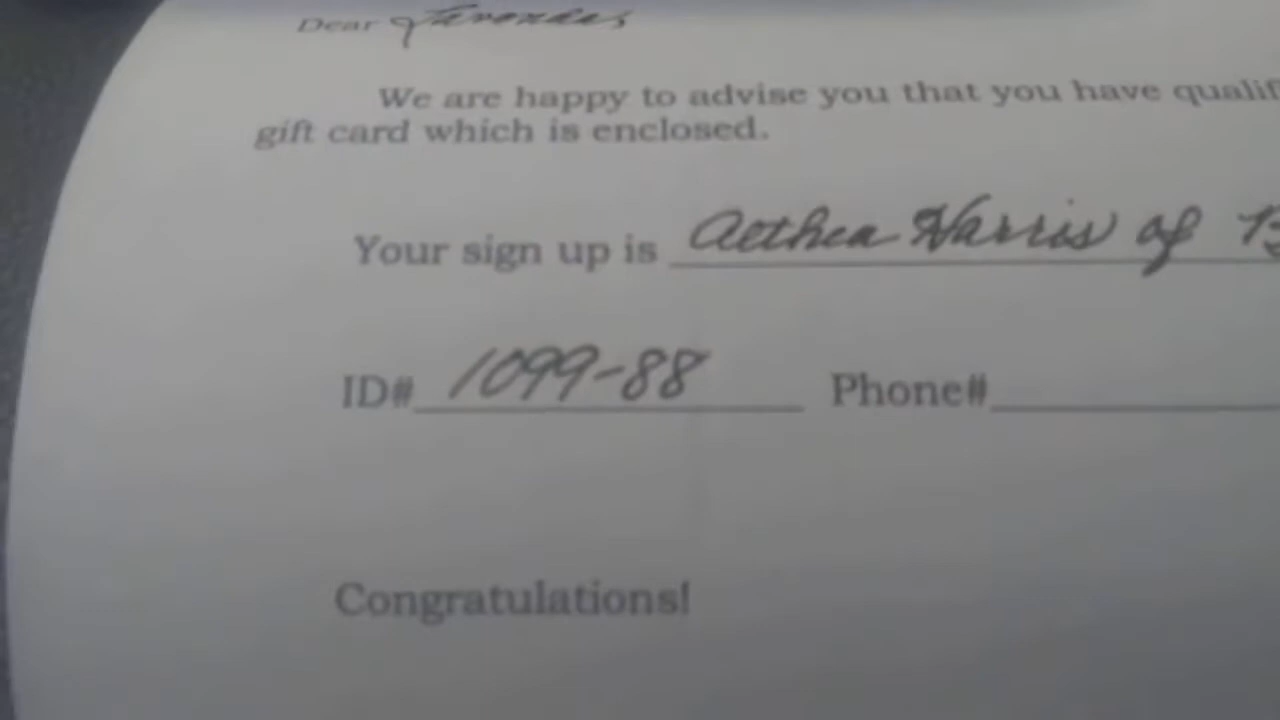 Dear
We are happy to advise you that you have qualif
gift card which is enclosed.
Your sign up is Aethea Harris of B
ID# 1099-88 Phone#
Congratulations!